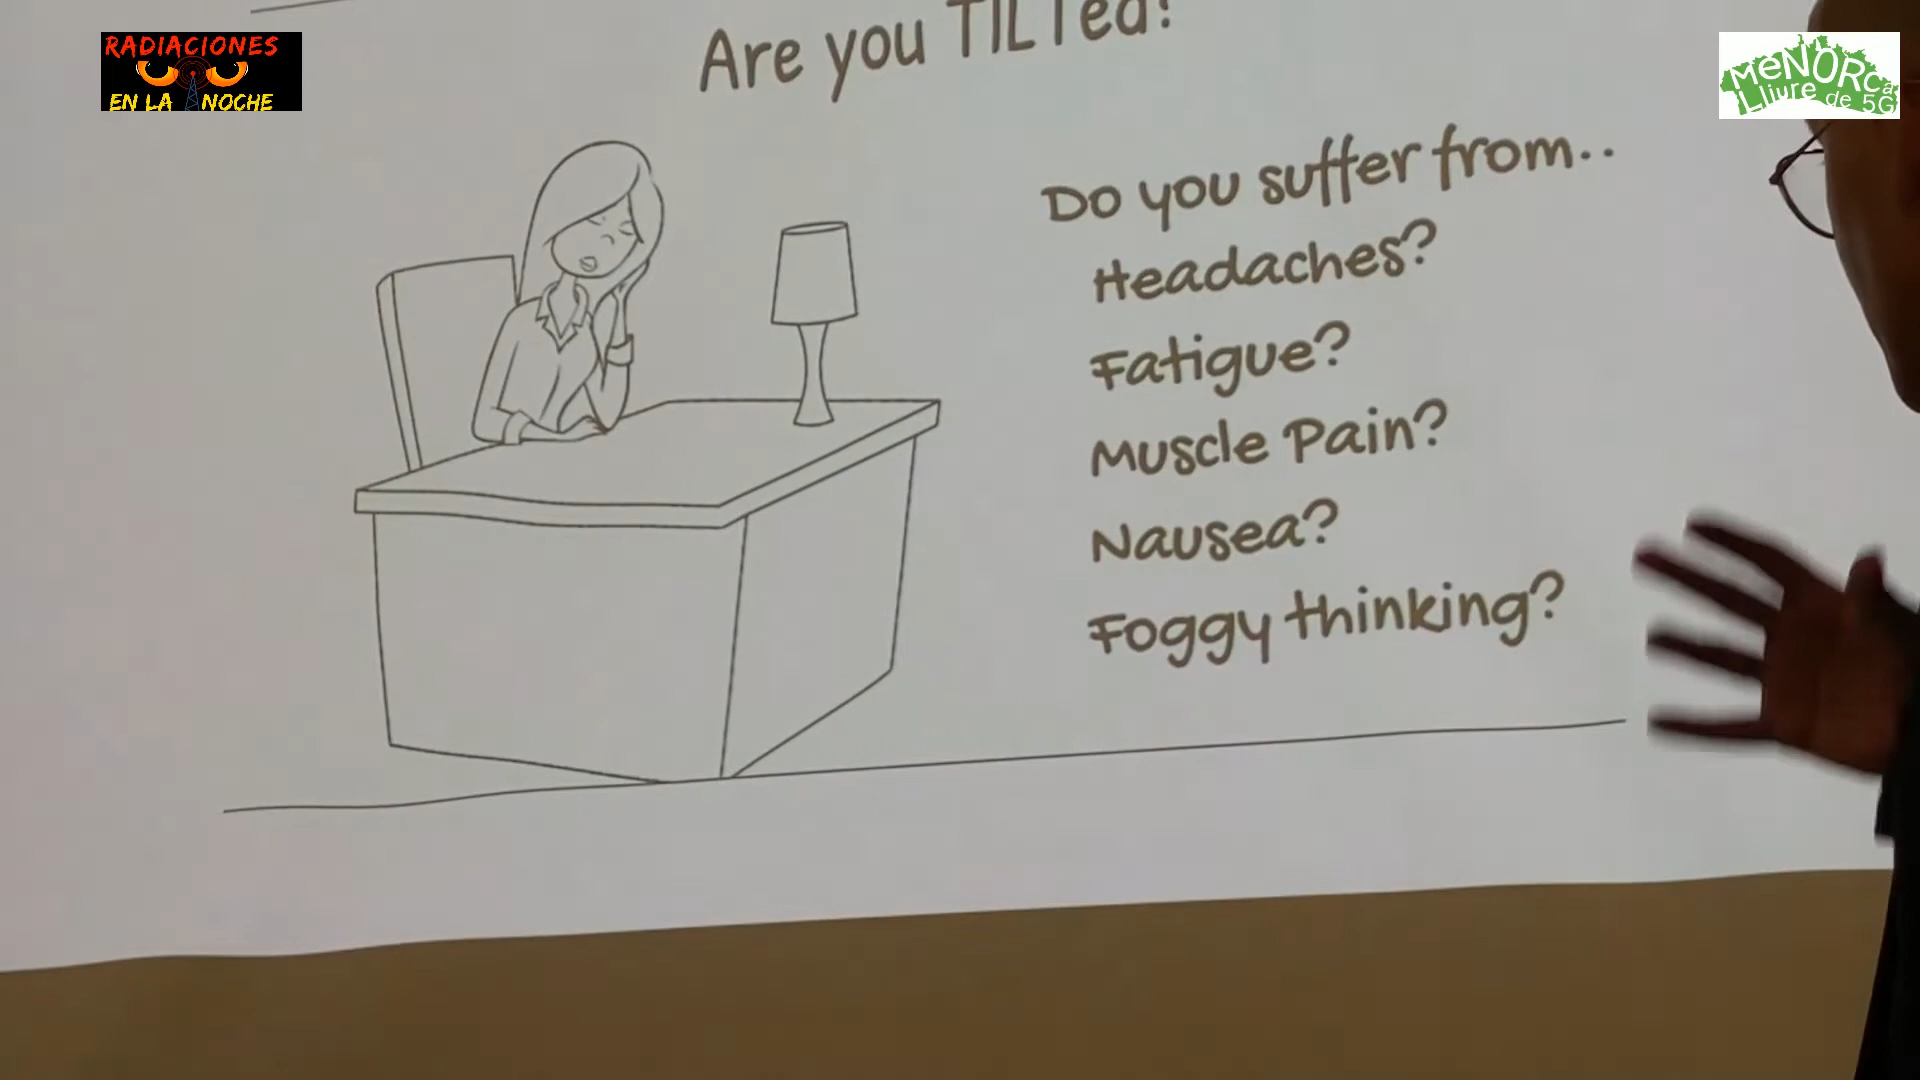 RADIACIONES
EN LA NOCHE
MENORCa
LLiure de 5G
Are you TILTed?
Do you suffer from..
Headaches?
Fatigue?
Muscle Pain?
Nausea?
Foggy thinking?